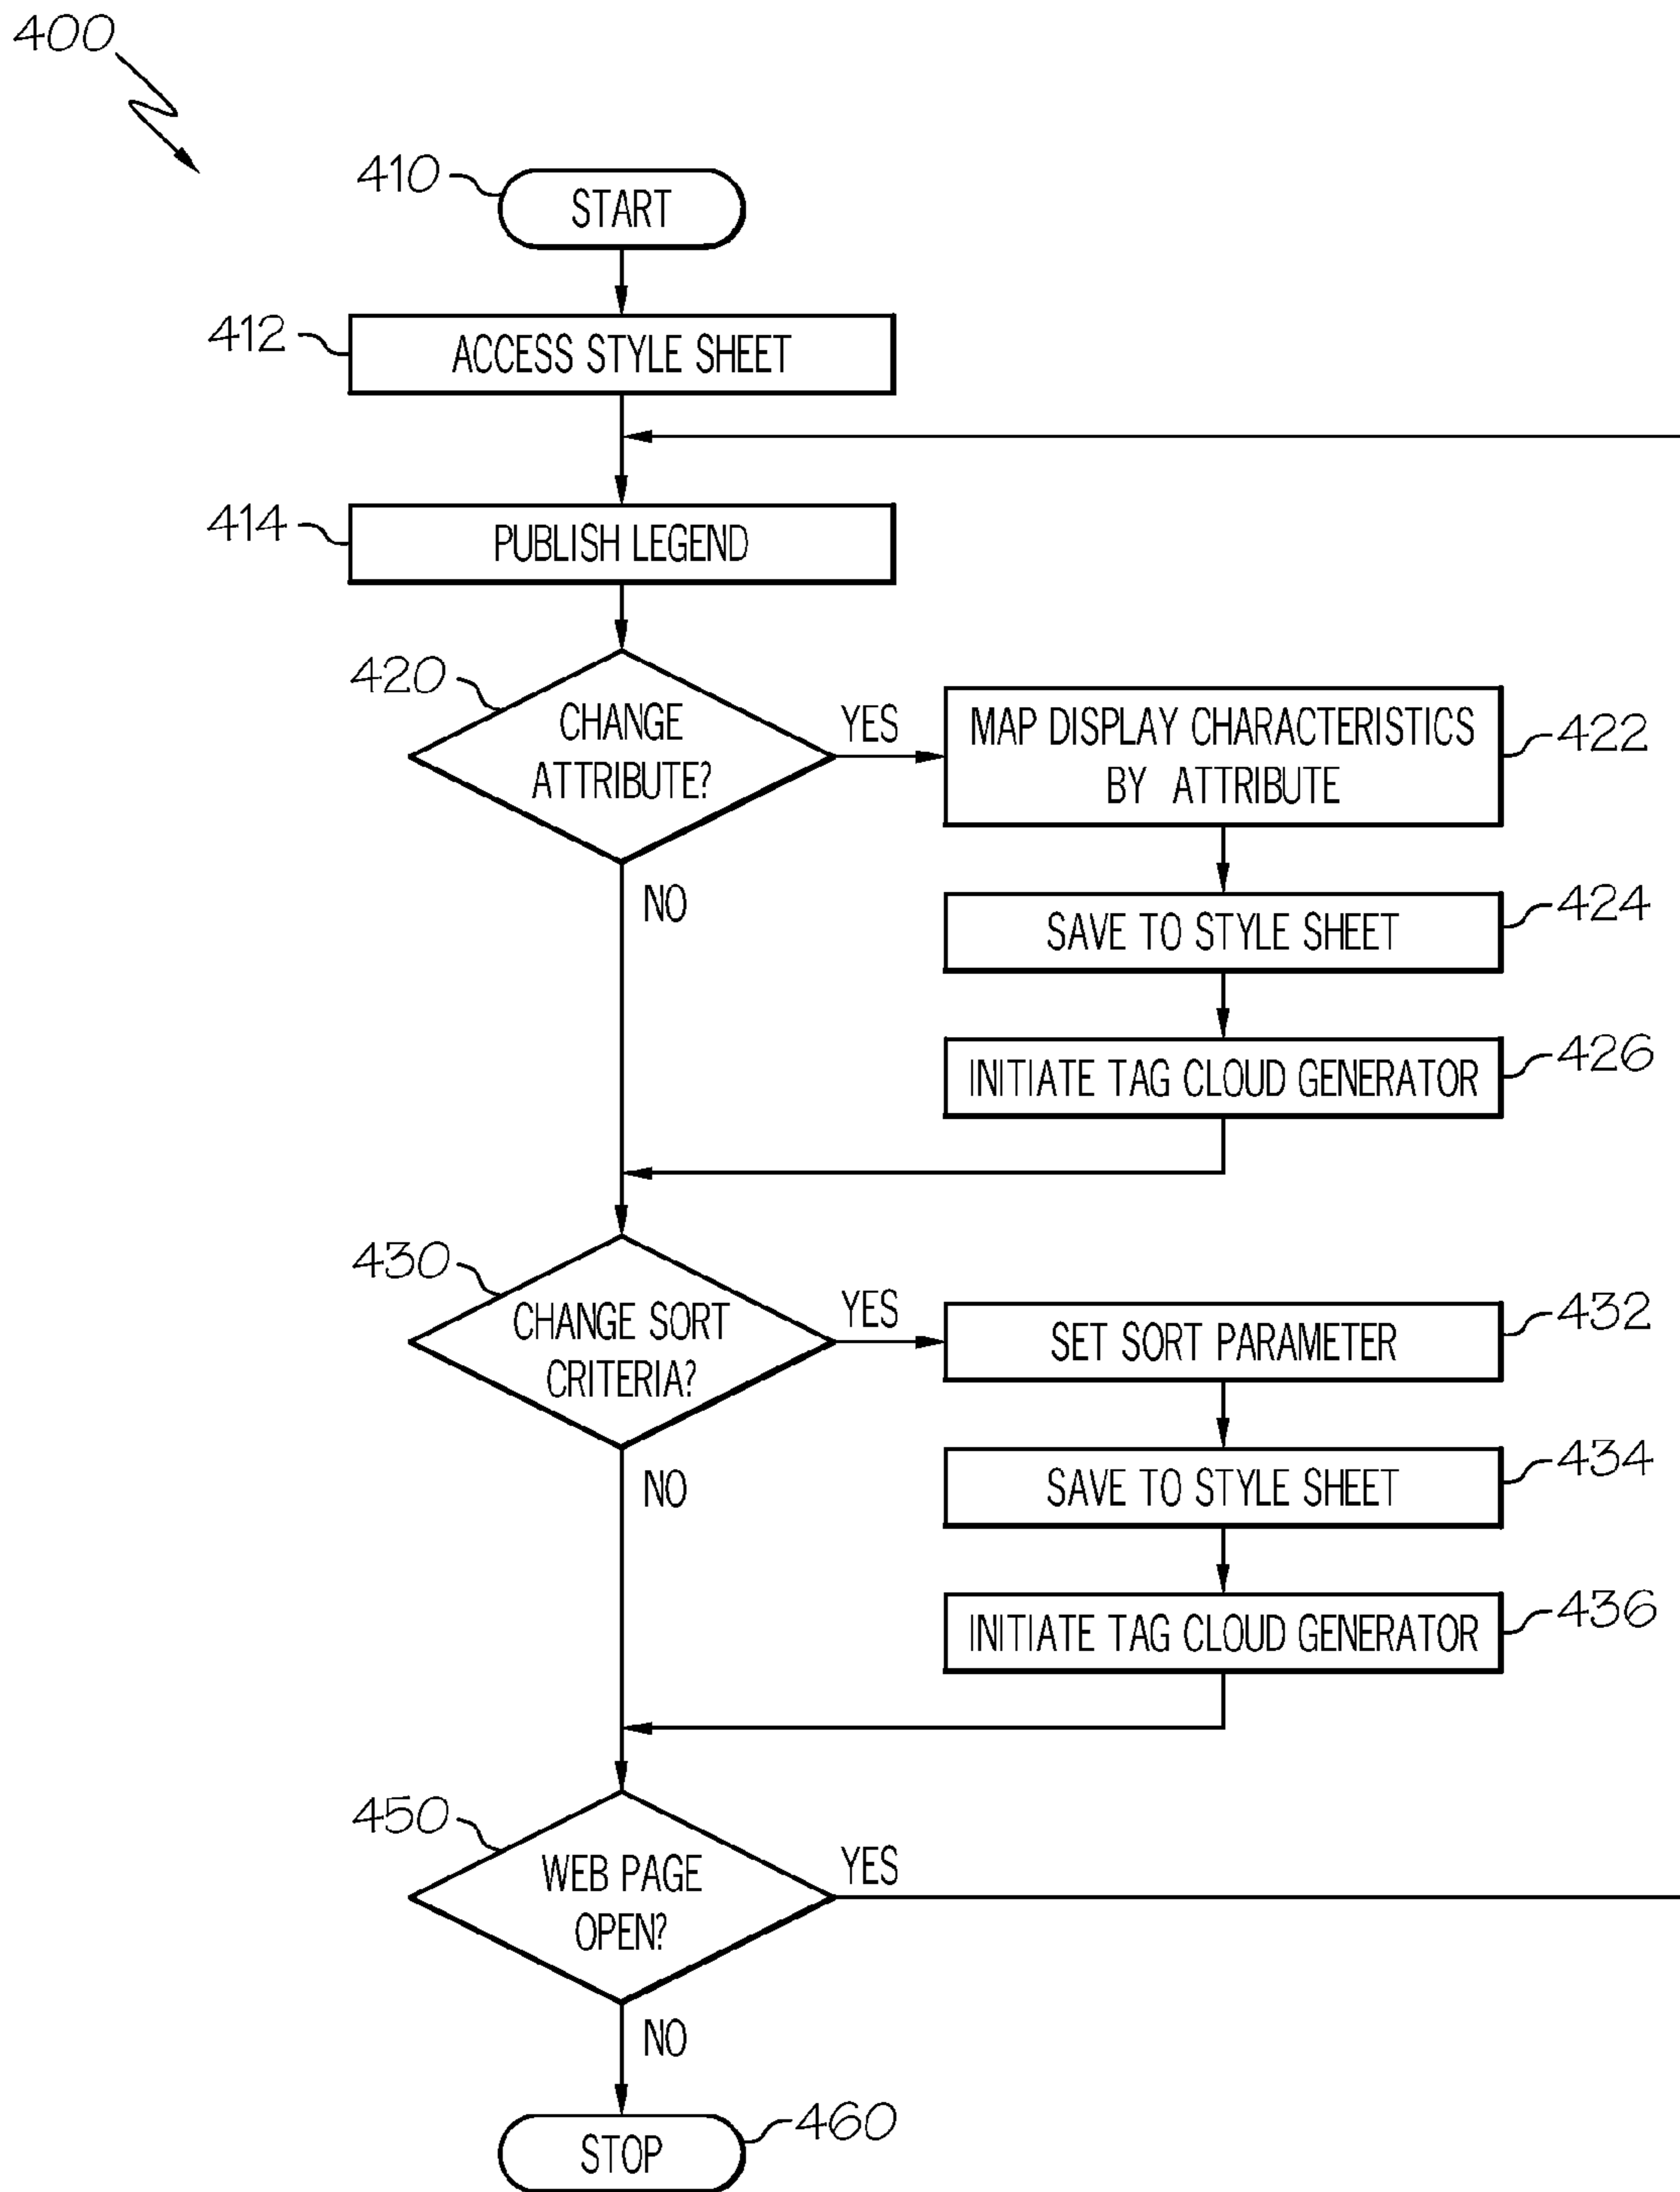 400
410
START
412
ACCESS STYLE SHEET
414
PUBLISH LEGEND
420
CHANGE
ATTRIBUTE?
YES
MAP DISPLAY CHARACTERISTICS
BY ATTRIBUTE
422
NO
SAVE TO STYLE SHEET
424
INITIATE TAG CLOUD GENERATOR
426
430
CHANGE SORT
CRITERIA?
YES
SET SORT PARAMETER
432
NO
SAVE TO STYLE SHEET
434
INITIATE TAG CLOUD GENERATOR
436
450
WEB PAGE
OPEN?
YES
NO
STOP
460